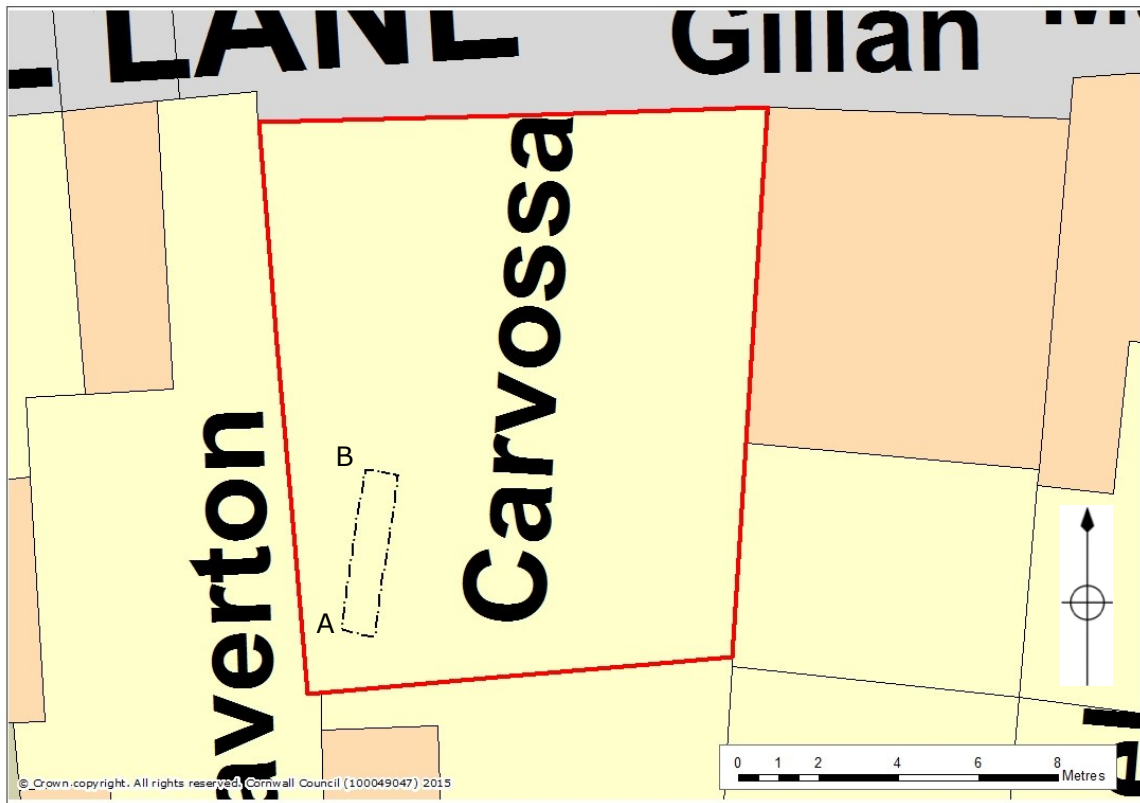 LANE
Gillan
Carvossa
averton
B
A
0 2 4 6 8
Metres
© Crown copyright. All rights reserved. Cornwall Council (100049047) 2015